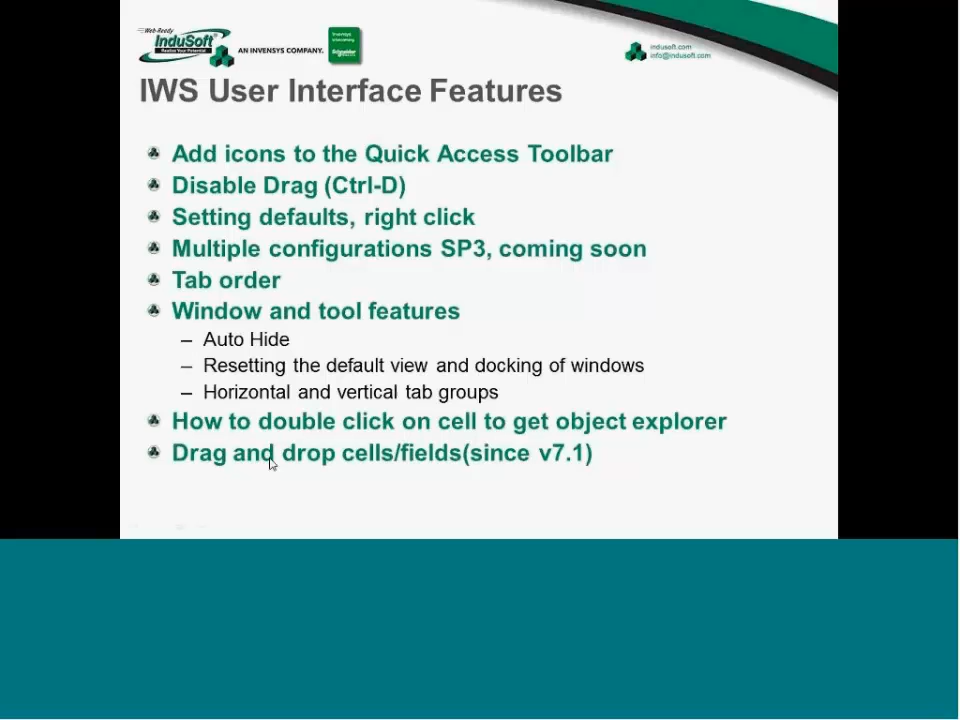 Web-Ready
InduSoft
Realize Your Potential
AN INVENSYS COMPANY.
indusoft.com
info@indusoft.com
IWS User Interface Features
Add icons to the Quick Access Toolbar
Disable Drag (Ctrl-D)
Setting defaults, right click
Multiple configurations SP3, coming soon
Tab order
Window and tool features
– Auto Hide
– Resetting the default view and docking of windows
– Horizontal and vertical tab groups
How to double click on cell to get object explorer
Drag and drop cells/fields(since v7.1)